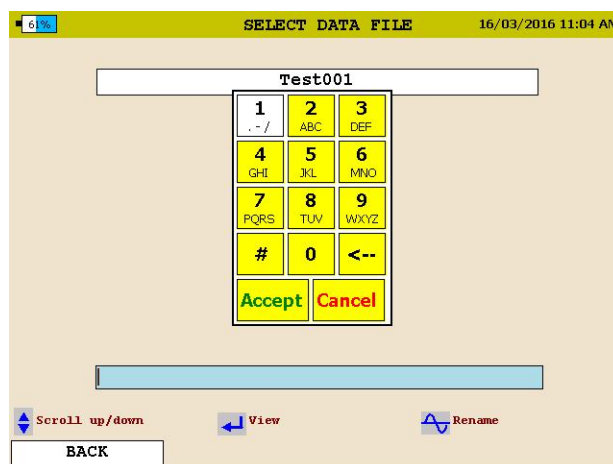 61% SELECT DATA FILE 16/03/2016 11:04 AM
Test001
1 2 3
.-/ ABC DEF
4 5 6
GHI JKL MNO
7 8 9
PQRS TUV WXYZ
# 0 <--
Accept Cancel
Scroll up/down View Rename
BACK